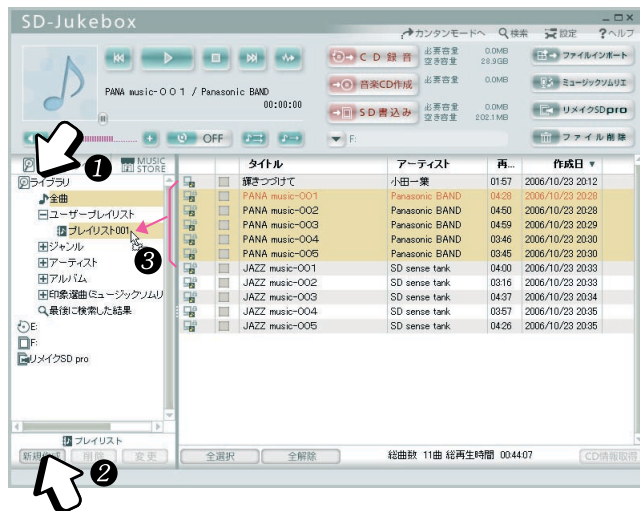 SD-Jukebox
カンタンモードへ 検索 設定 ?ヘルプ
CD録音 必要容量 0.0MB
空き容量 28.9GB
ファイルインポート
PANA music-001 / Panasonic BAND
00:00:00
音楽CD作成 必要容量 0.0MB
ミュージックソムリエ
SD書込み 必要容量 0.0MB
空き容量 202.1MB
リメイクSDpro
OFF
F:
ファイル削除
❶
MUSIC
STORE
タイトル アーティスト 再... 作成日 ▼
ライブラリ
輝きつづけて 小田一葉 01:57 2006/10/23 20:12
全曲
PANA music-001 Panasonic BAND 04:28 2006/10/23 20:28
ユーザープレイリスト
PANA music-002 Panasonic BAND 04:50 2006/10/23 20:28
プレイリスト001
PANA music-003 Panasonic BAND 04:59 2006/10/23 20:29
ジャンル
PANA music-004 Panasonic BAND 03:46 2006/10/23 20:30
❸
アーティスト
PANA music-005 Panasonic BAND 03:45 2006/10/23 20:30
アルバム
JAZZ music-001 SD sense tank 04:00 2006/10/23 20:33
印象選曲(ミュージックソムリ
JAZZ music-002 SD sense tank 03:16 2006/10/23 20:33
最後に検索した結果
JAZZ music-003 SD sense tank 04:37 2006/10/23 20:34
E:
JAZZ music-004 SD sense tank 03:57 2006/10/23 20:35
F:
JAZZ music-005 SD sense tank 04:26 2006/10/23 20:35
リメイクSD pro
プレイリスト
新規作成 削除 変更
全選択 全解除 総曲数 11曲 総再生時間 00:44:07 CD情報取得
❷